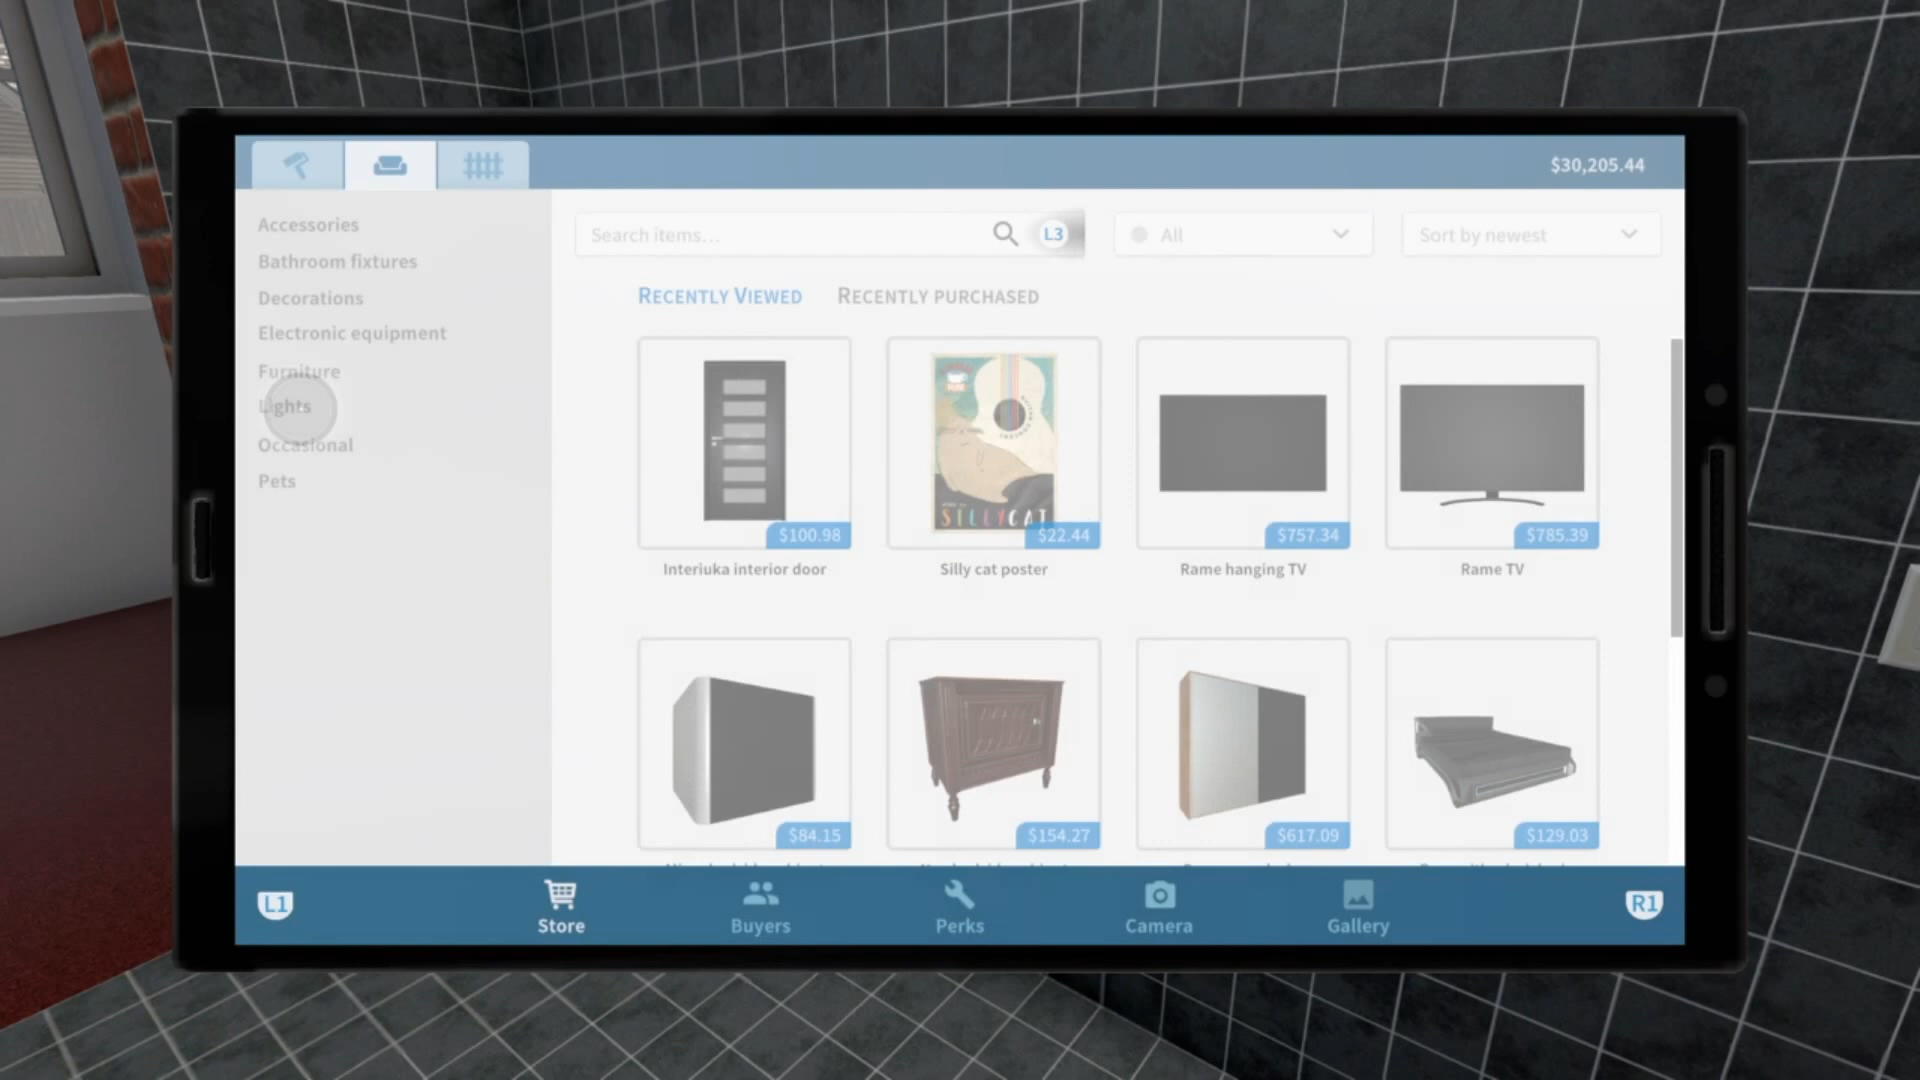 $30,205.44
Accessories
Bathroom fixtures
Decorations
Electronic equipment
Furniture
Lights
Occasional
Pets
Search items...
L3
All
Sort by newest
RECENTLY VIEWED
RECENTLY PURCHASED
$100.98
$22.44
$757.34
$785.39
SILLY CAT
Interiuka interior door
Silly cat poster
Rame hanging TV
Rame TV
$84.15
$154.27
$617.09
$129.03
L1
Store
Buyers
Perks
Camera
Gallery
R1